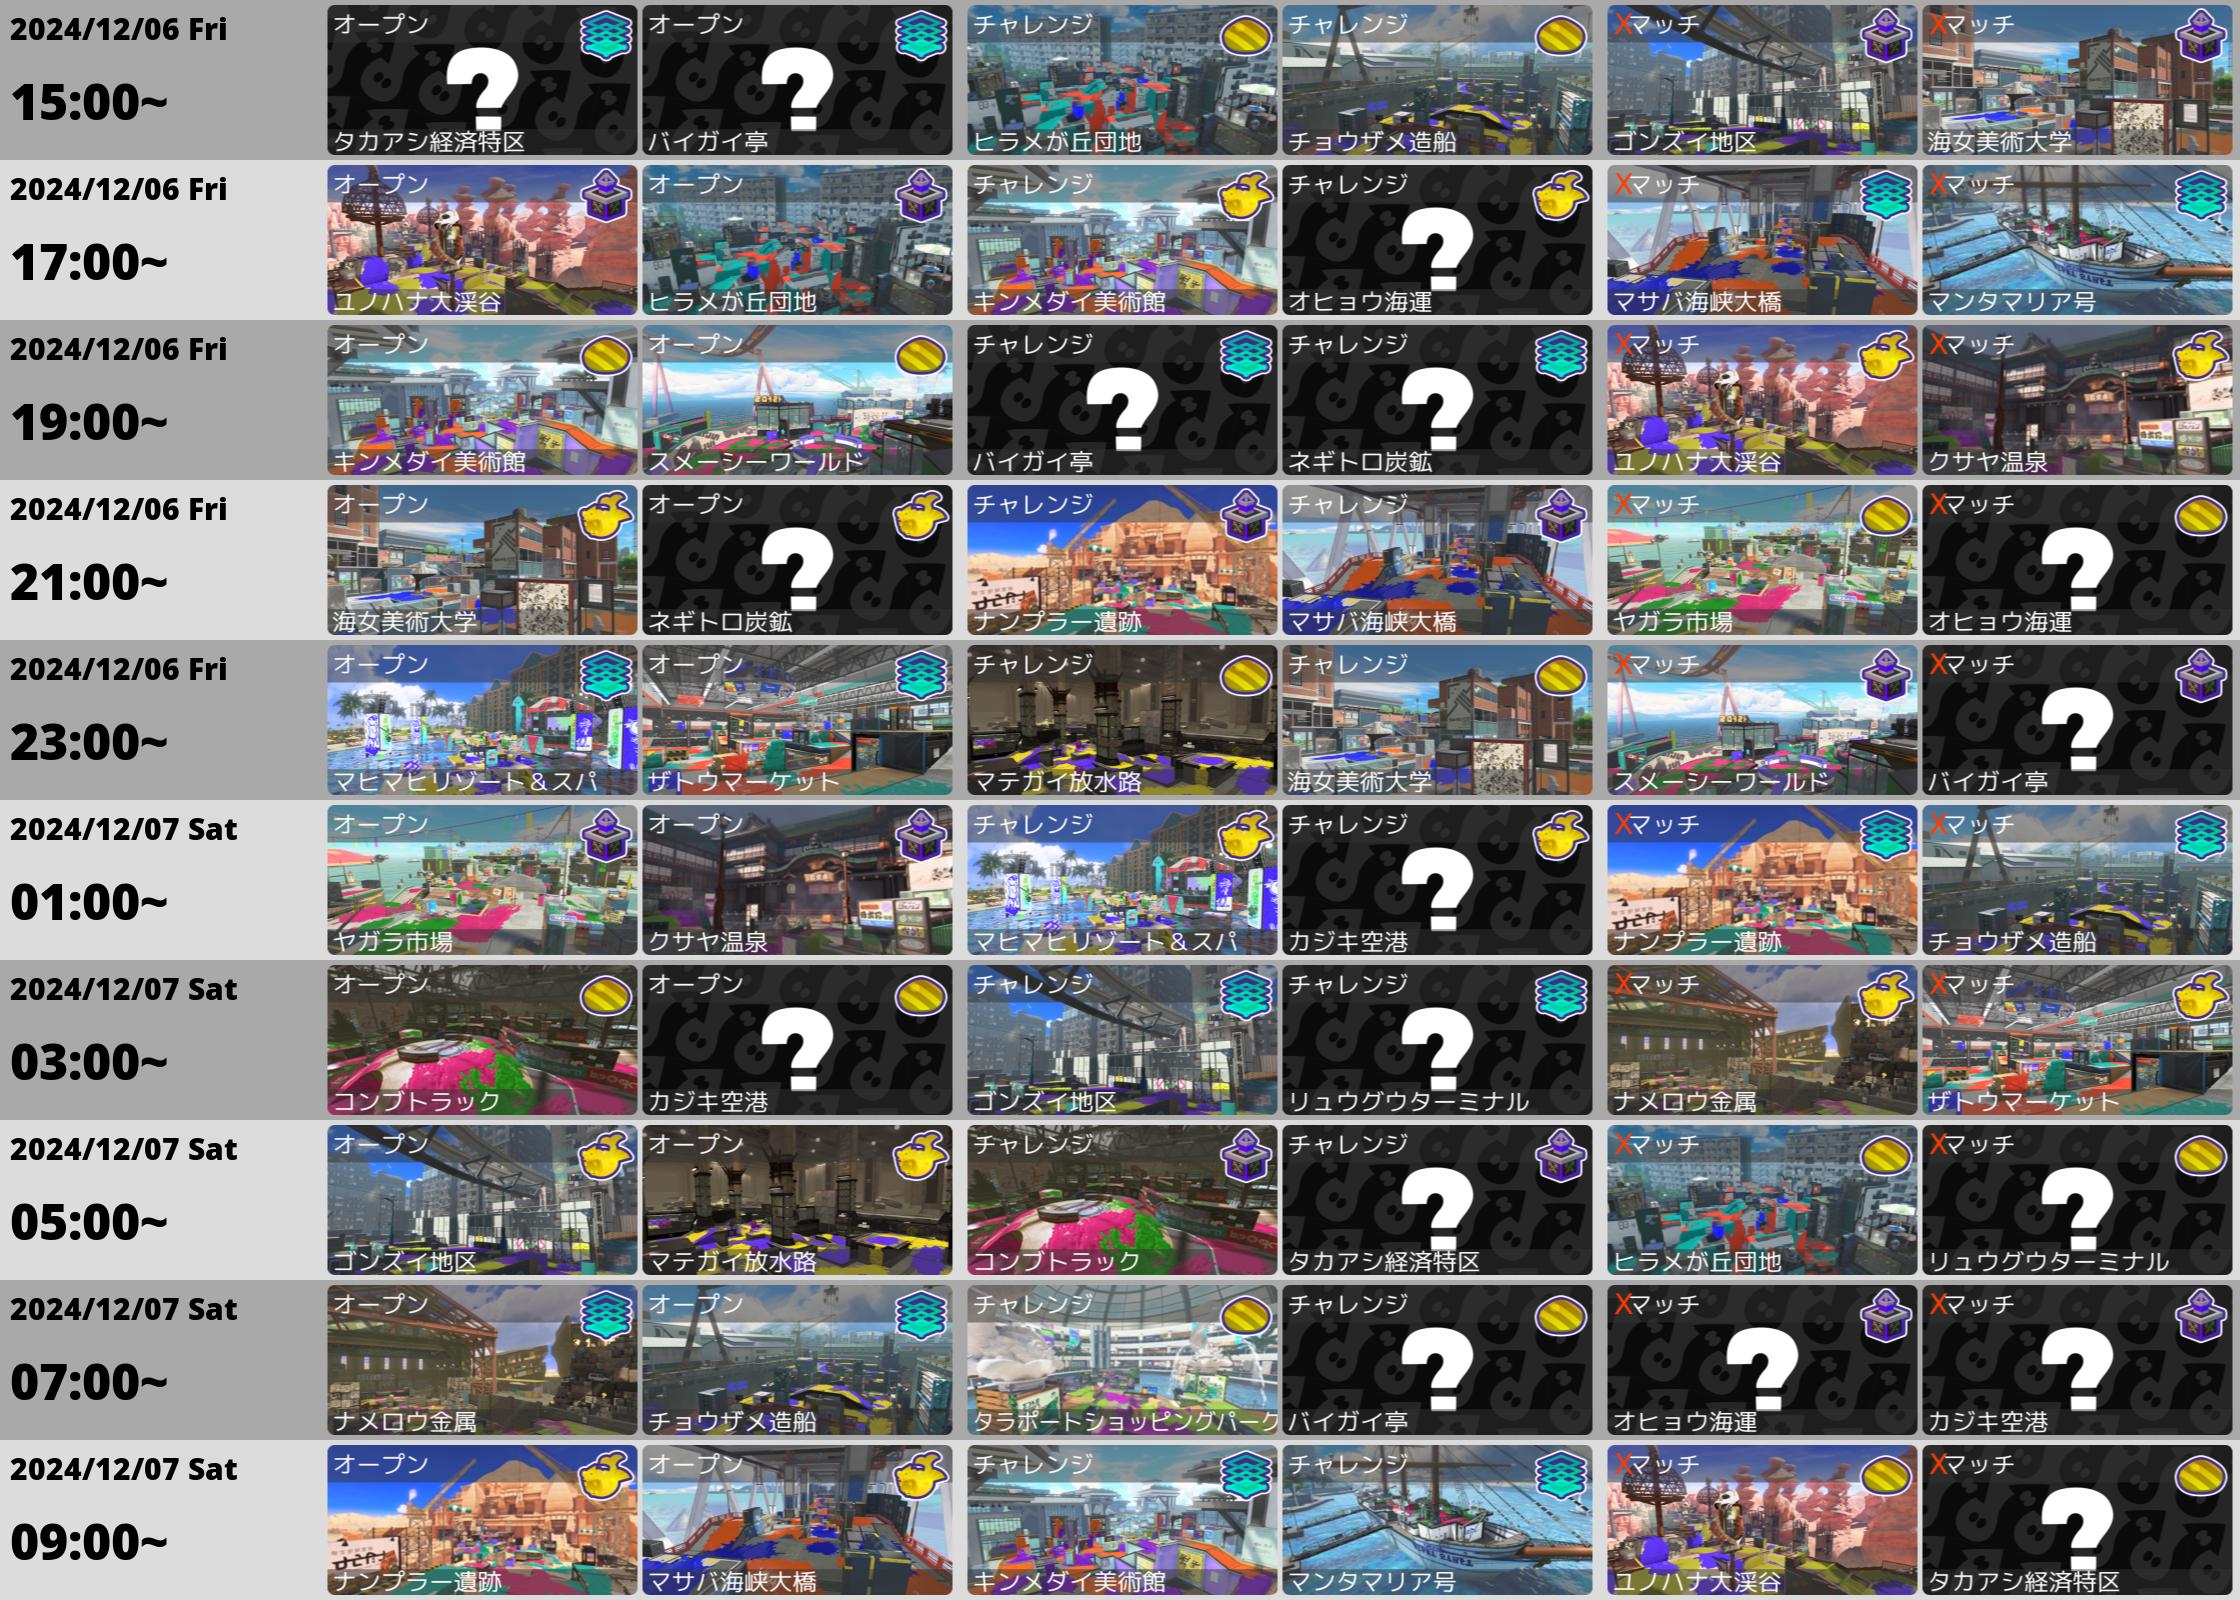 2024/12/06 Fri
15:00~
オープン
タカアシ経済特区
オープン
バイガイ亭
チャレンジ
ヒラメが丘団地
チャレンジ
チョウザメ造船
Xマッチ
ゴンズイ地区
Xマッチ
海女美術大学
2024/12/06 Fri
17:00~
オープン
ユノハナ大渓谷
オープン
ヒラメが丘団地
チャレンジ
キンメダイ美術館
チャレンジ
オヒョウ海運
Xマッチ
マサバ海峡大橋
Xマッチ
マンタマリア号
2024/12/06 Fri
19:00~
オープン
キンメダイ美術館
オープン
スメーシーワールド
チャレンジ
バイガイ亭
チャレンジ
ネギトロ炭鉱
Xマッチ
ユノハナ大渓谷
Xマッチ
クサヤ温泉
2024/12/06 Fri
21:00~
オープン
海女美術大学
オープン
ネギトロ炭鉱
チャレンジ
ナンプラー遺跡
チャレンジ
マサバ海峡大橋
Xマッチ
ヤガラ市場
Xマッチ
オヒョウ海運
2024/12/06 Fri
23:00~
オープン
マヒマヒリゾート＆スパ
オープン
ザトウマーケット
チャレンジ
マテガイ放水路
チャレンジ
海女美術大学
Xマッチ
スメーシーワールド
Xマッチ
バイガイ亭
2024/12/07 Sat
01:00~
オープン
ヤガラ市場
オープン
クサヤ温泉
チャレンジ
マヒマヒリゾート＆スパ
チャレンジ
カジキ空港
Xマッチ
ナンプラー遺跡
Xマッチ
チョウザメ造船
2024/12/07 Sat
03:00~
オープン
コンブトラック
オープン
カジキ空港
チャレンジ
ゴンズイ地区
チャレンジ
リュウグウターミナル
Xマッチ
ナメロウ金属
Xマッチ
ザトウマーケット
2024/12/07 Sat
05:00~
オープン
ゴンズイ地区
オープン
マテガイ放水路
チャレンジ
コンブトラック
チャレンジ
タカアシ経済特区
Xマッチ
ヒラメが丘団地
Xマッチ
リュウグウターミナル
2024/12/07 Sat
07:00~
オープン
ナメロウ金属
オープン
チョウザメ造船
チャレンジ
タラポートショッピングパーク
チャレンジ
バイガイ亭
Xマッチ
オヒョウ海運
Xマッチ
カジキ空港
2024/12/07 Sat
09:00~
オープン
ナンプラー遺跡
オープン
マサバ海峡大橋
チャレンジ
キンメダイ美術館
チャレンジ
マンタマリア号
Xマッチ
ユノハナ大渓谷
Xマッチ
タカアシ経済特区